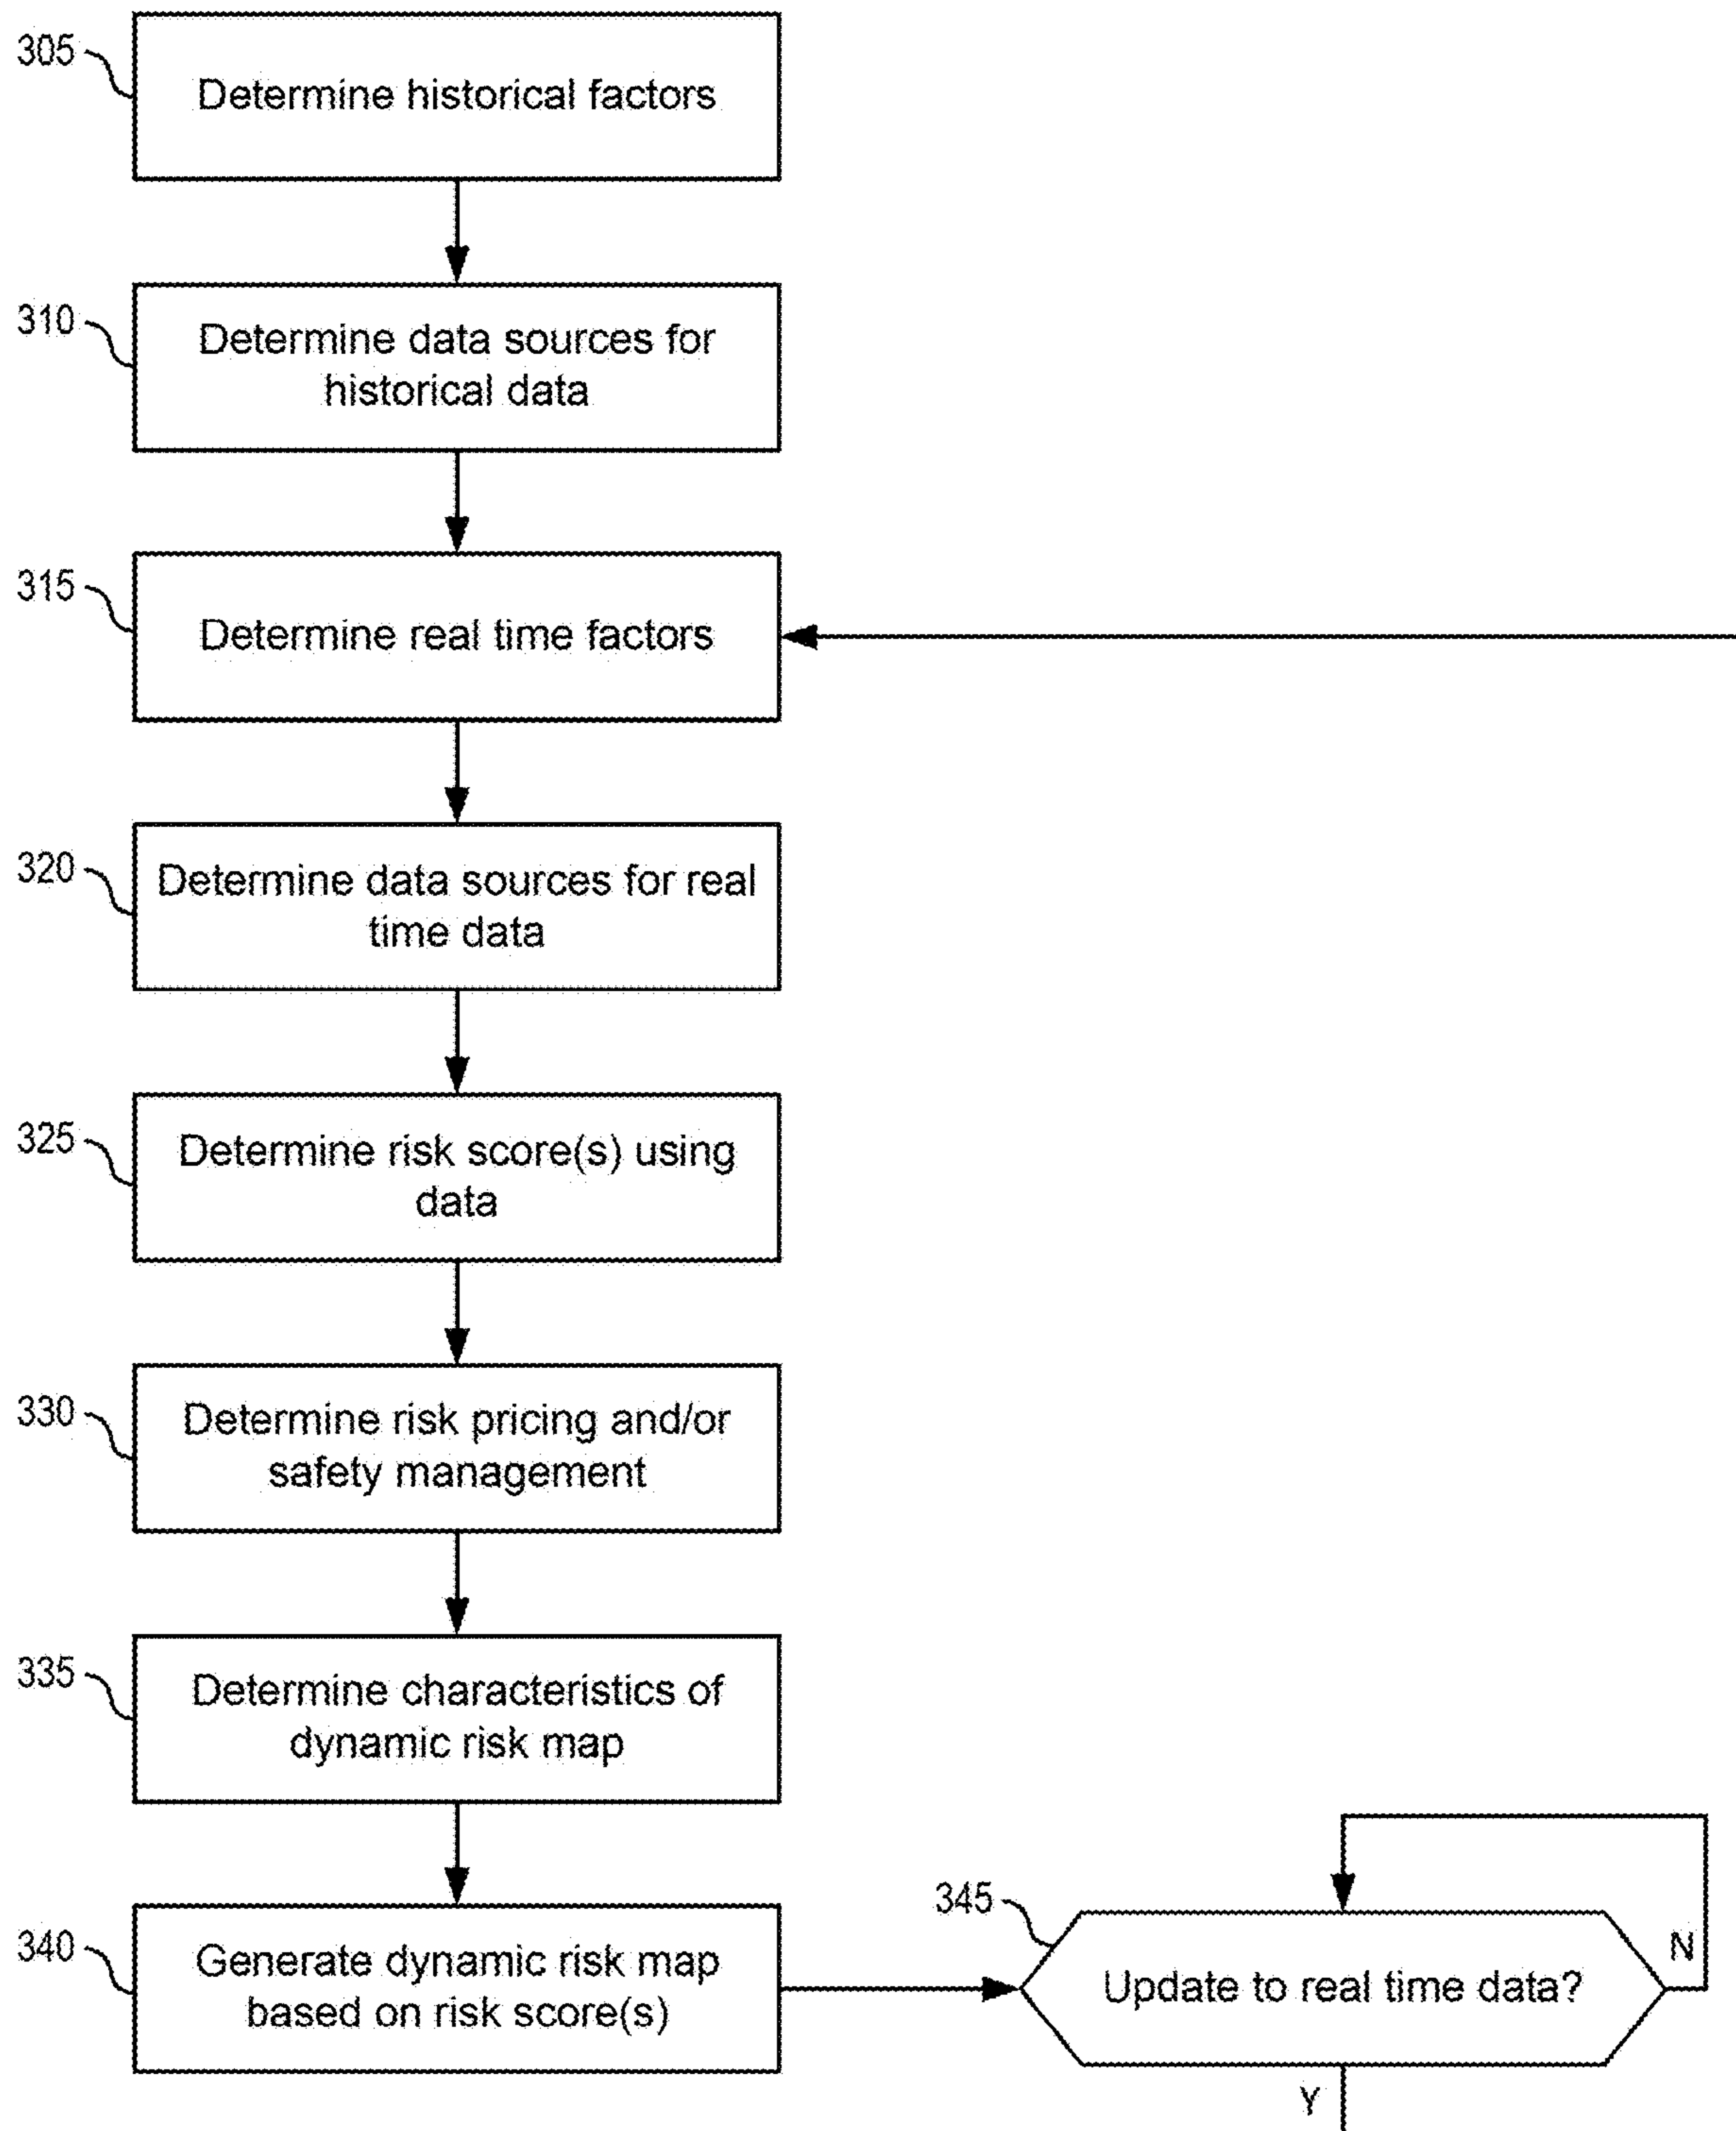 305
Determine historical factors
310
Determine data sources for
historical data
315
Determine real time factors
320
Determine data sources for real
time data
325
Determine risk score(s) using
data
330
Determine risk pricing and/or
safety management
335
Determine characteristics of
dynamic risk map
340
Generate dynamic risk map
based on risk score(s)
345
Update to real time data?
N
Y